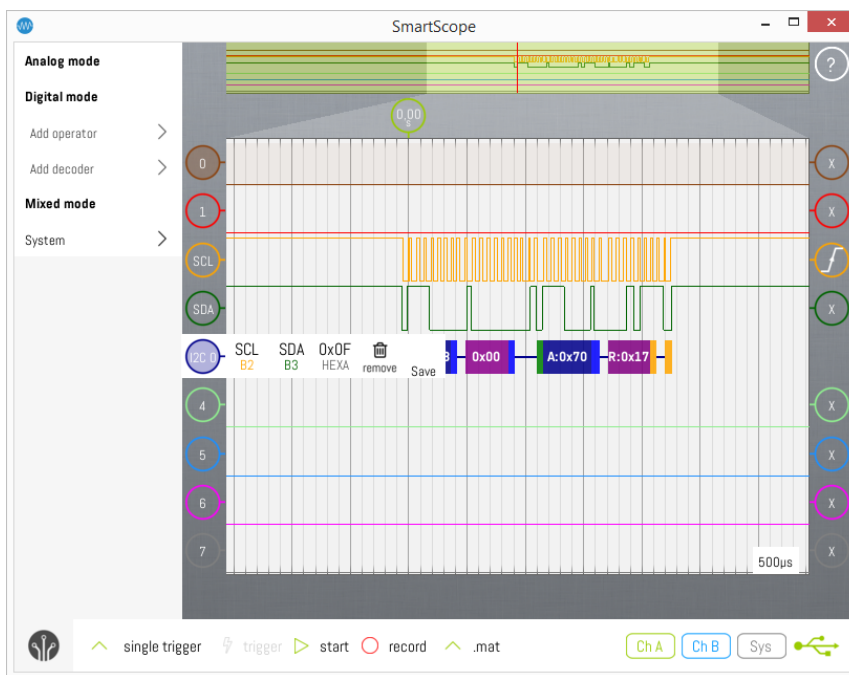 SmartScope
Analog mode
Digital mode
Add operator
Add decoder
Mixed mode
System
?
0,00
s
0
X
1
X
SCL
SDA
X
I2C 0
SCL
B2
SDA
B3
0x0F
HEXA
remove
Save
0x00
A:0x70
R:0x17
4
X
5
X
6
X
7
X
500µs
single trigger
trigger
start
record
.mat
Ch A
Ch B
Sys